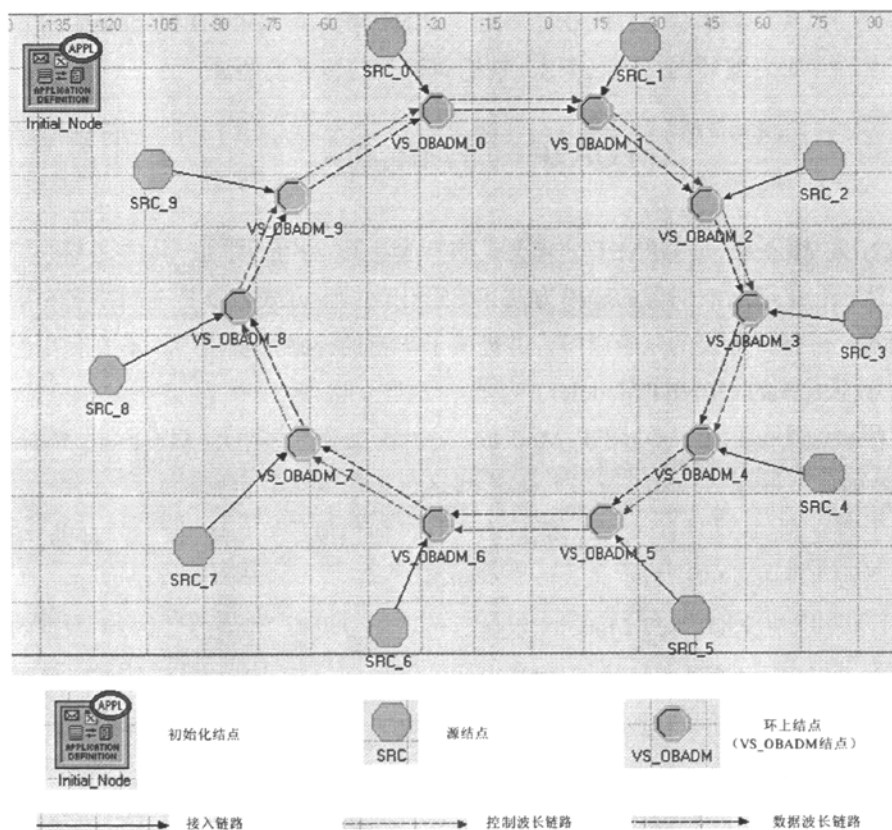 -135 -120 -105 -90 -75 -60 -45 -30 -15 0 15 30 45 60 75 90
APPL
APPLICATION
DEFINITION
Initial_Node
SRC_0
SRC_1
VS_OBADM_0
VS_OBADM_1
SRC_2
SRC_9
VS_OBADM_9
VS_OBADM_2
VS_OBADM_8
VS_OBADM_3
SRC_3
SRC_8
VS_OBADM_7
VS_OBADM_4
SRC_4
VS_OBADM_6
VS_OBADM_5
SRC_7
SRC_6
SRC_5
APPL
APPLICATION
DEFINITION
Initial_Node
初始化结点
SRC
源结点
VS_OBADM
环上结点
(VS_OBADM结点)
接入链路
控制波长链路
数据波长链路